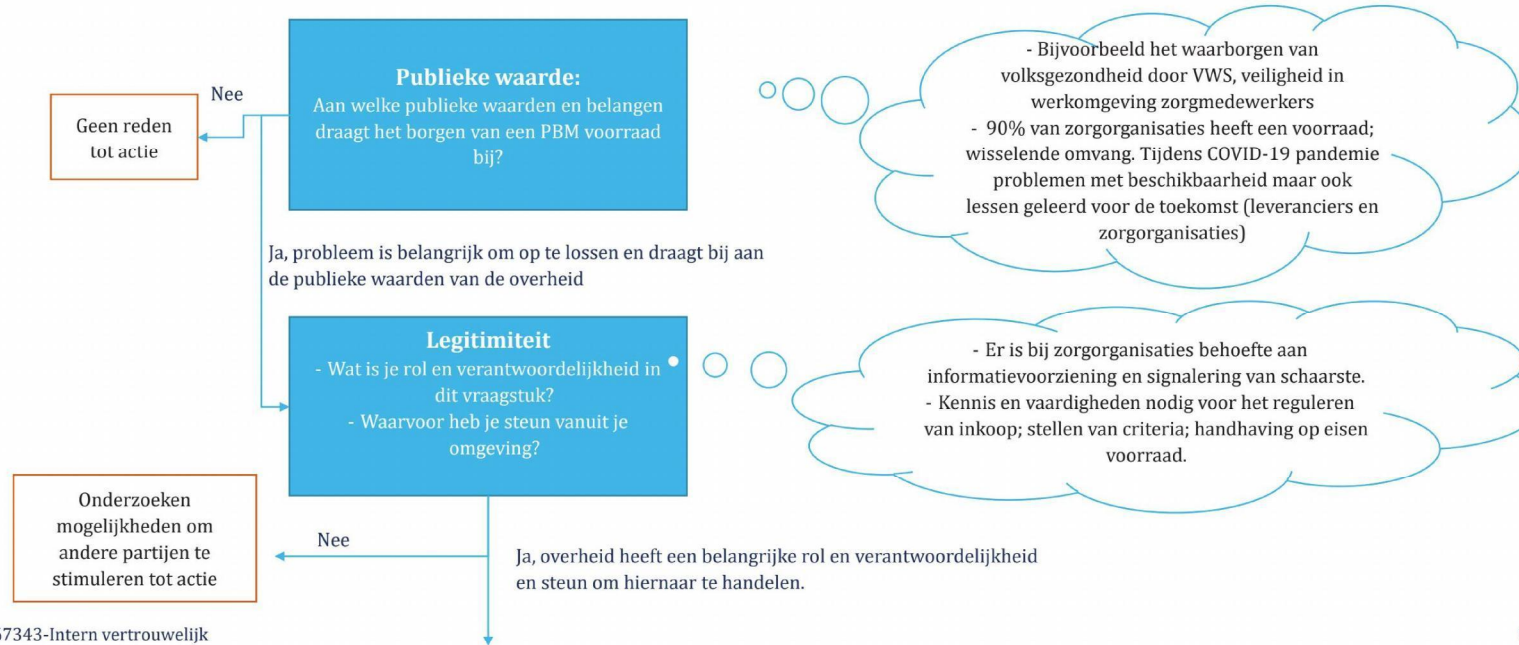 Publieke waarde:
Aan welke publieke waarden en belangen
draagt het borgen van een PBM voorraad
bij?
Nee
Geen reden
tot actie
- Bijvoorbeeld het waarborgen van
volksgezondheid door VWS, veiligheid in
werkomgeving zorgmedewerkers
- 90% van zorgorganisaties heeft een voorraad;
wisselende omvang. Tijdens COVID-19 pandemie
problemen met beschikbaarheid maar ook
lessen geleerd voor de toekomst (leveranciers en
zorgorganisaties)
Ja, probleem is belangrijk om op te lossen en draagt bij aan
de publieke waarden van de overheid
Legitimiteit
- Wat is je rol en verantwoordelijkheid in
dit vraagstuk?
- Waarvoor heb je steun vanuit je
omgeving?
- Er is bij zorgorganisaties behoefte aan
informatievoorziening en signalering van schaarste.
- Kennis en vaardigheden nodig voor het reguleren
van inkoop; stellen van criteria; handhaving op eisen
voorraad.
Onderzoeken
mogelijkheden om
andere partijen te
stimuleren tot actie
Nee
Ja, overheid heeft een belangrijke rol en verantwoordelijkheid
en steun om hiernaar te handelen.
67343-Intern vertrouwelijk